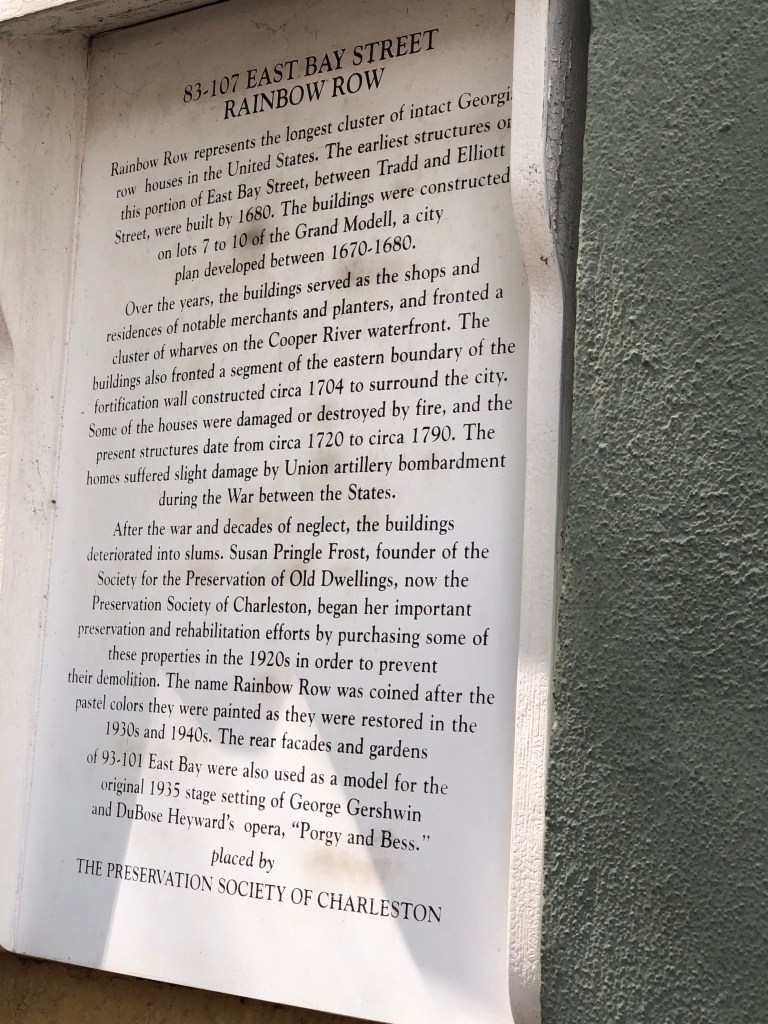 83-107 EAST BAY STREET
RAINBOW ROW
Rainbow Row represents the longest cluster of intact Georgi
row houses in the United States. The earliest structures on
this portion of East Bay Street, between Tradd and Elliott
Street, were built by 1680. The buildings were constructed
on lots 7 to 10 of the Grand Modell, a city
plan developed between 1670-1680.
Over the years, the buildings served as the shops and
residences of notable merchants and planters, and fronted a
cluster of wharves on the Cooper River waterfront. The
buildings also fronted a segment of the eastern boundary of the
fortification wall constructed circa 1704 to surround the city.
Some of the houses were damaged or destroyed by fire, and the
present structures date from circa 1720 to circa 1790. The
homes suffered slight damage by Union artillery bombardment
during the War between the States.
After the war and decades of neglect, the buildings
deteriorated into slums. Susan Pringle Frost, founder of the
Society for the Preservation of Old Dwellings, now the
Preservation Society of Charleston, began her important
preservation and rehabilitation efforts by purchasing some of
these properties in the 1920s in order to prevent
their demolition. The name Rainbow Row was coined after the
pastel colors they were painted as they were restored in the
1930s and 1940s. The rear facades and gardens
of 93-101 East Bay were also used as a model for the
original 1935 stage setting of George Gershwin
and DuBose Heyward's opera, "Porgy and Bess."
placed by
THE PRESERVATION SOCIETY OF CHARLESTON